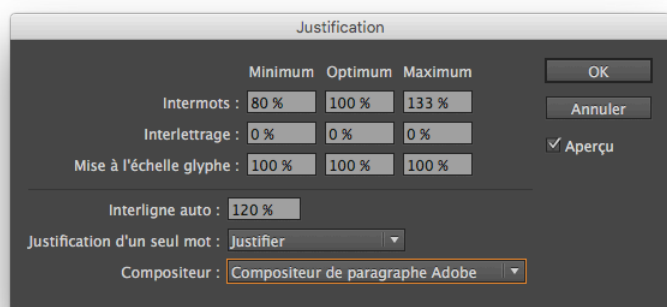 Justification
Minimum Optimum Maximum
Intermots : 80 % 100 % 133 %
Interlettrage : 0 % 0 % 0 %
Mise à l'échelle glyphe : 100 % 100 % 100 %
Interligne auto : 120 %
Justification d'un seul mot : Justifier
Compositeur : Compositeur de paragraphe Adobe
OK
Annuler
Aperçu